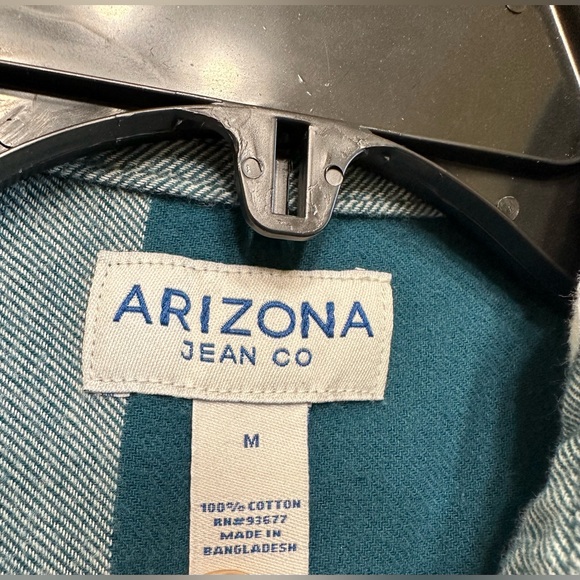 ARIZONA
JEAN CO
M
100% COTTON
RN#93677
MADE IN
BANGLADESH